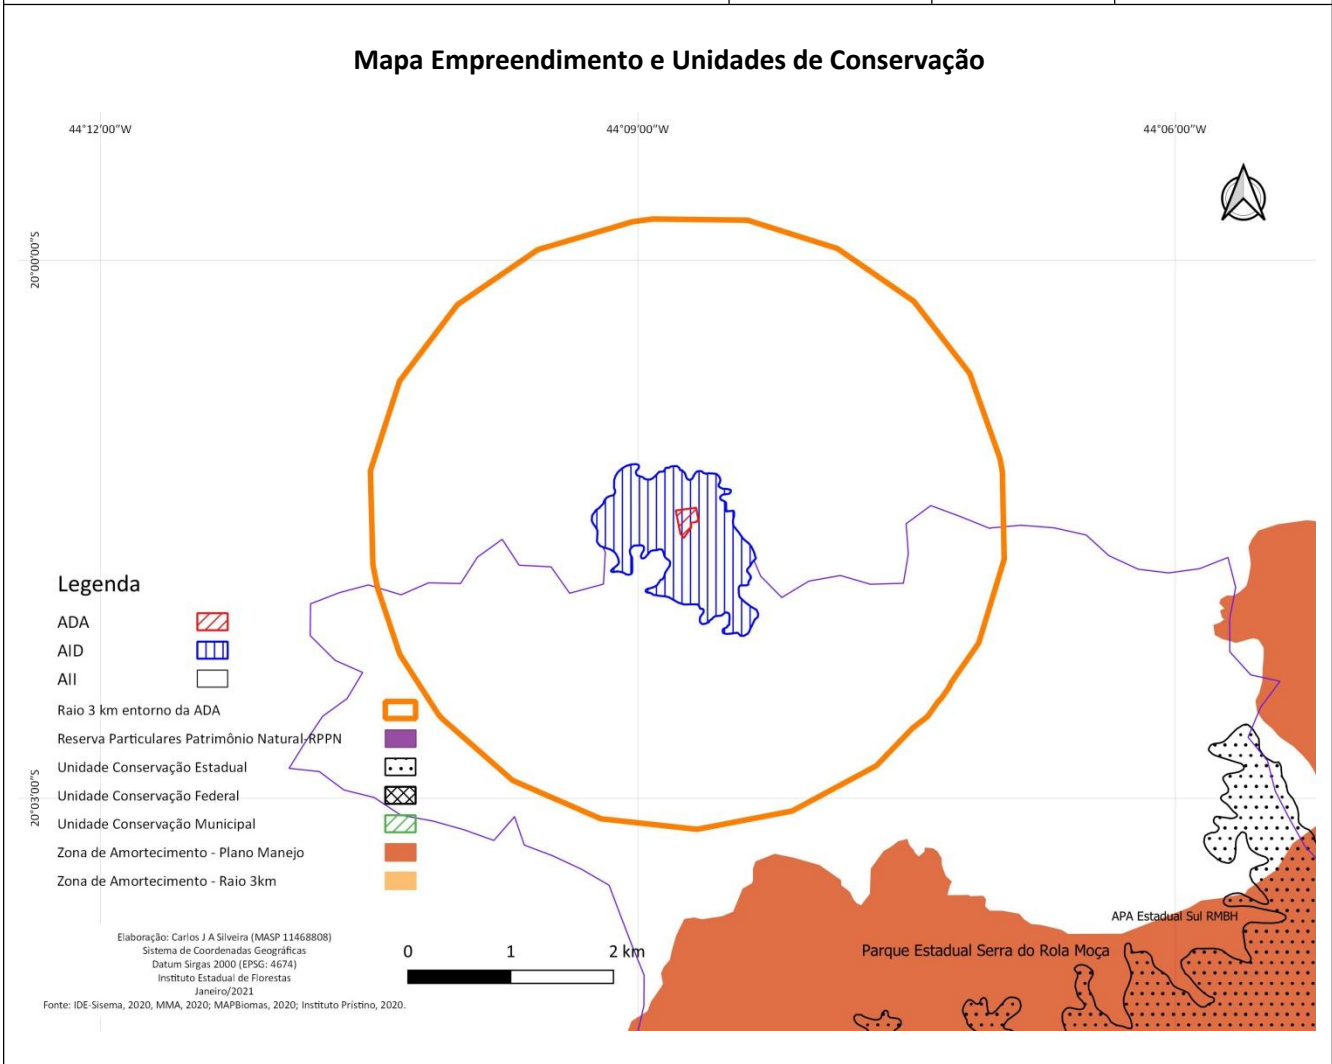 Mapa Empreendimento e Unidades de Conservação
44°12'00"W
44°09'00"W
44°06'00"W
20°00'00"S
20°03'00"S
Legenda
ADA
AID
AII
Raio 3 km entorno da ADA
Reserva Particulares Patrimônio Natural-RPPN
Unidade Conservação Estadual
Unidade Conservação Federal
Unidade Conservação Municipal
Zona de Amortecimento - Plano Manejo
Zona de Amortecimento - Raio 3km
APA Estadual Sul RMBH
Parque Estadual Serra do Rola Moça
0 1 2 km
Elaboração: Carlos J A Silveira (MASP 11468808)
Sistema de Coordenadas Geográficas
Datum Sirgas 2000 (EPSG: 4674)
Instituto Estadual de Florestas
Janeiro/2021
Fonte: IDE-Sisema, 2020, MMA, 2020; MAPBiomas, 2020; Instituto Prístino, 2020.